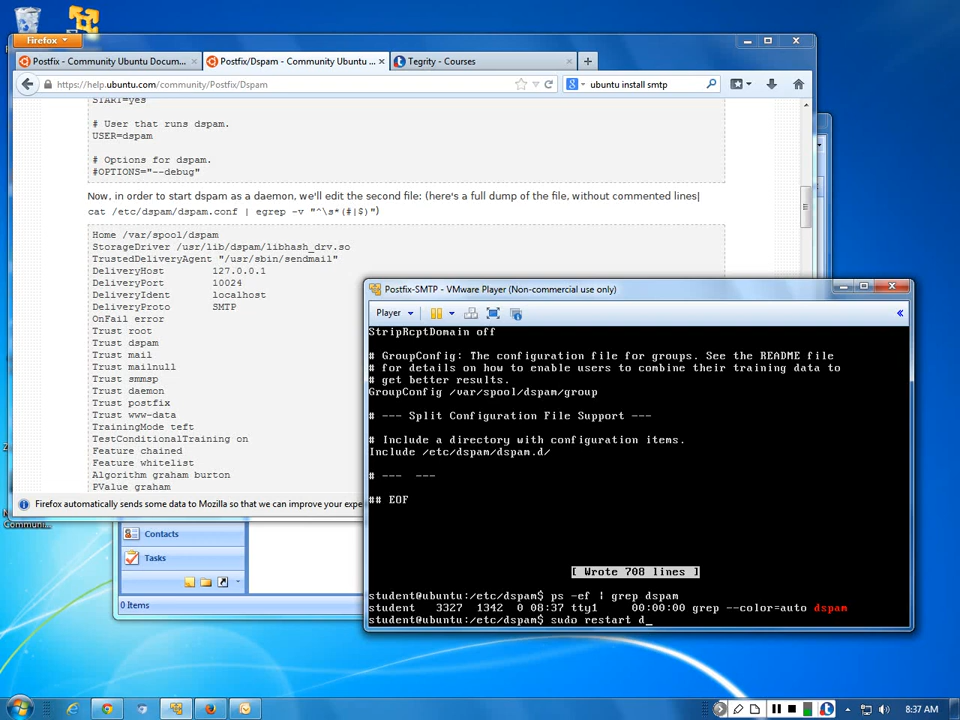 Firefox
Postfix - Community Ubuntu Docum...
Postfix/Dspam - Community Ubuntu ...
Tegrity - Courses
https://help.ubuntu.com/community/Postfix/Dspam
ubuntu install smtp
START=yes
# User that runs dspam.
USER=dspam
# Options for dspam.
#OPTIONS="--debug"
Now, in order to start dspam as a daemon, we'll edit the second file: (here's a full dump of the file, without commented lines|
cat /etc/dspam/dspam.conf | egrep -v "^\s*(#|$)")
Home /var/spool/dspam
StorageDriver /usr/lib/dspam/libhash_drv.so
TrustedDeliveryAgent "/usr/sbin/sendmail"
DeliveryHost 127.0.0.1
DeliveryPort 10024
DeliveryIdent localhost
DeliveryProto SMTP
OnFail error
Trust root
Trust dspam
Trust mail
Trust mailnull
Trust smmsp
Trust daemon
Trust postfix
Trust www-data
TrainingMode teft
TestConditionalTraining on
Feature chained
Feature whitelist
Algorithm graham burton
PValue graham
Firefox automatically sends some data to Mozilla so that we can improve your expe
Communi...
Contacts
Tasks
0 Items
Postfix-SMTP - VMware Player (Non-commercial use only)
Player
StripRcptDomain off
# GroupConfig: The configuration file for groups. See the README file
# for details on how to enable users to combine their training data to
# get better results.
GroupConfig /var/spool/dspam/group
# --- Split Configuration File Support ---
# Include a directory with configuration items.
Include /etc/dspam/dspam.d/
# --- ---
## EOF
[ Wrote 708 lines ]
student@ubuntu:/etc/dspam$ ps -ef | grep dspam
student 3327 1342 0 08:37 tty1 00:00:00 grep --color=auto dspam
student@ubuntu:/etc/dspam$ sudo restart d_
8:37 AM